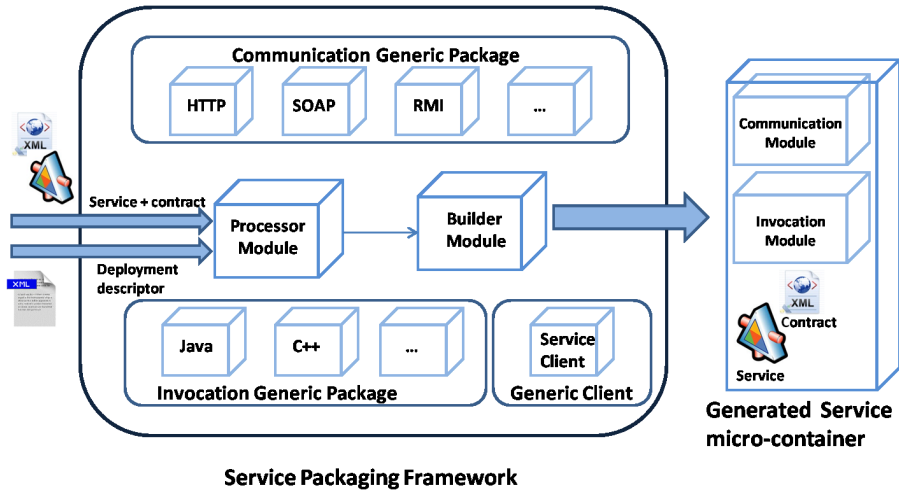 Communication Generic Package
HTTP
SOAP
RMI
...
XML
Service + contract
Processor
Module
Builder
Module
Deployment
descriptor
XML
Java
C++
...
Invocation Generic Package
Service
Client
Generic Client
Communication
Module
Invocation
Module
XML
Contract
Service
Generated Service
micro-container
Service Packaging Framework